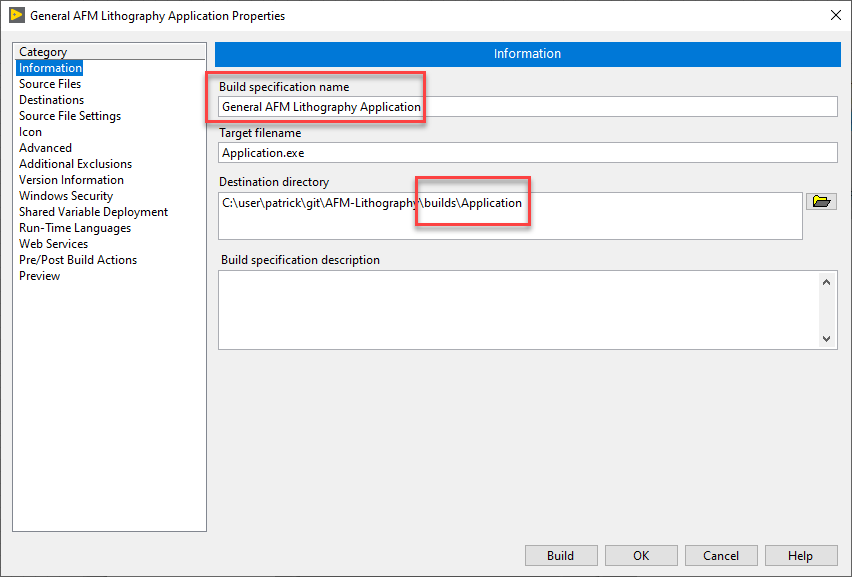 General AFM Lithography Application Properties
Category
Information
Source Files
Destinations
Source File Settings
Icon
Advanced
Additional Exclusions
Version Information
Windows Security
Shared Variable Deployment
Run-Time Languages
Web Services
Pre/Post Build Actions
Preview
Information
Build specification name
General AFM Lithography Application
Target filename
Application.exe
Destination directory
C:\user\patrick\git\AFM-Lithography\builds\Application
Build specification description
Build OK Cancel Help